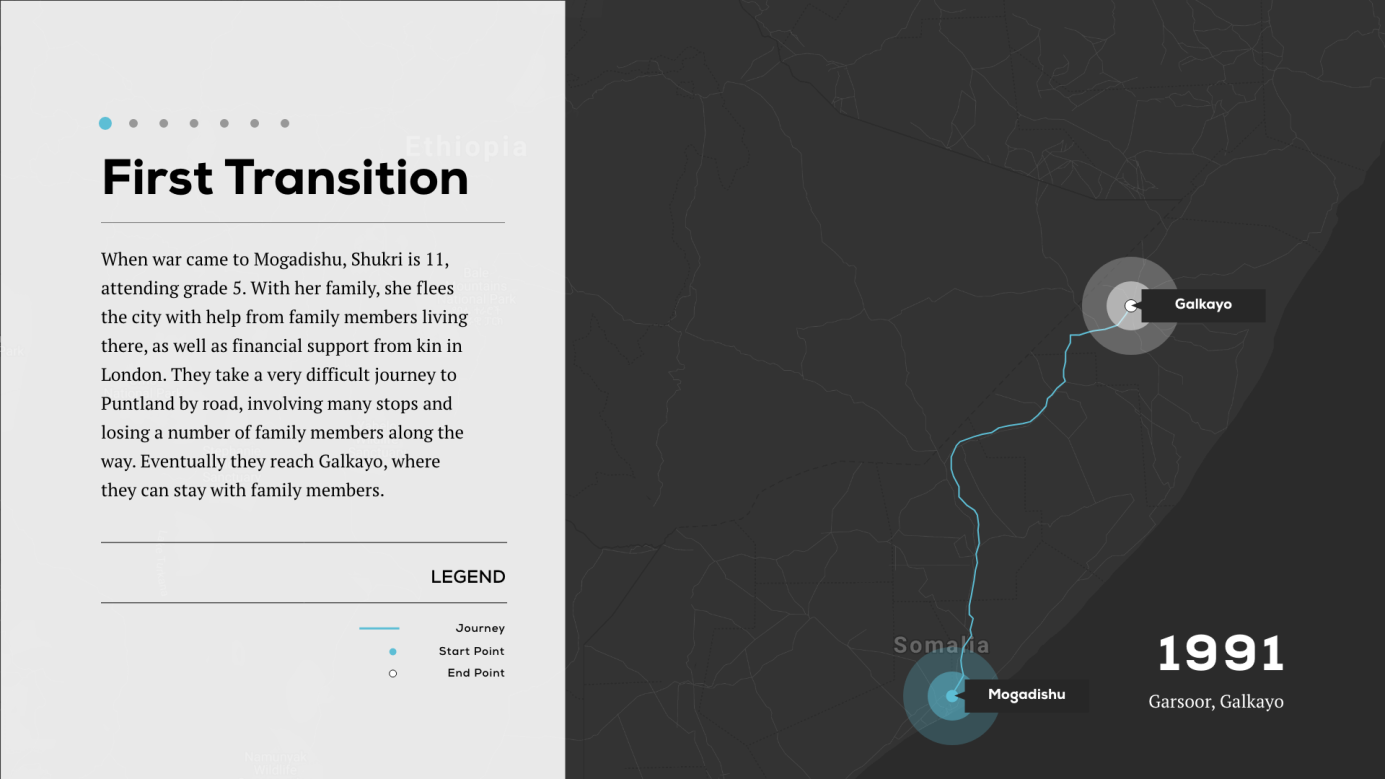 Ethiopia
First Transition
When war came to Mogadishu, Shukri is 11,
attending grade 5. With her family, she flees
the city with help from family members living
there, as well as financial support from kin in
London. They take a very difficult journey to
Puntland by road, involving many stops and
losing a number of family members along the
way. Eventually they reach Galkayo, where
they can stay with family members.
LEGEND
Journey
Start Point
End Point
Galkayo
Somalia
Mogadishu
1991
Garsoor, Galkayo